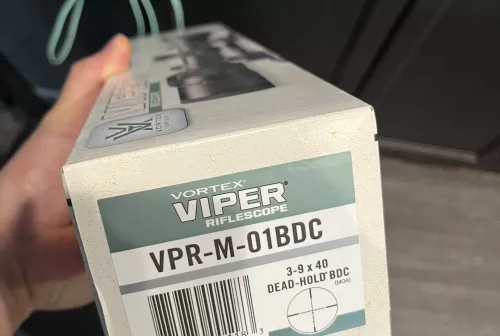 VORTEX®
VIPER®
RIFLESCOPE
VPR-M-01BDC
3-9 x 40
DEAD-HOLD® BDC
(MOA)